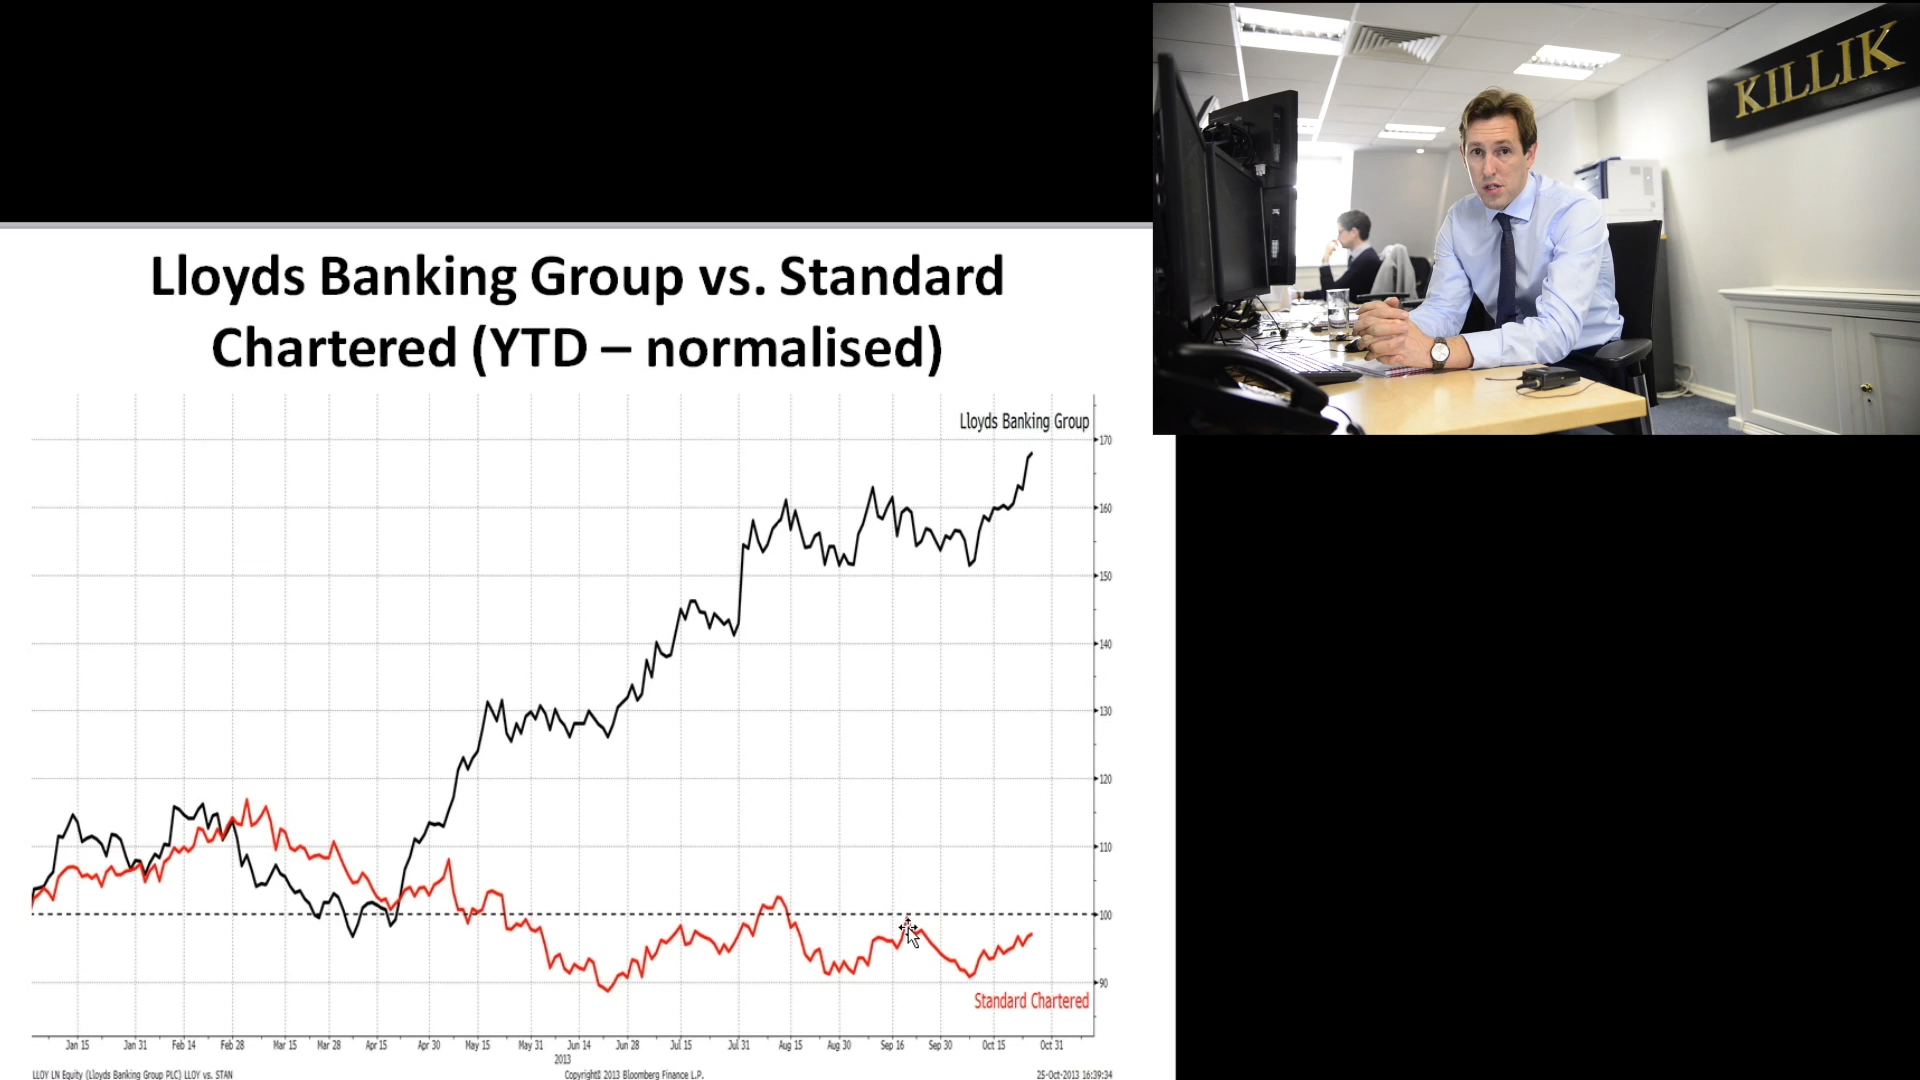 KILLIK
Lloyds Banking Group vs. Standard
Chartered (YTD – normalised)
Lloyds Banking Group
170
160
150
140
130
120
110
100
90
Standard Chartered
Jan 15 Jan 31 Feb 14 Feb 28 Mar 15 Mar 28 Apr 15 Apr 30 May 15 May 31 Jun 14 Jun 28 Jul 15 Jul 31 Aug 15 Aug 30 Sep 16 Sep 30 Oct 15 Oct 31
2013
LLOY LN Equity (Lloyds Banking Group PLC) LLOY vs. STAN Copyright© 2013 Bloomberg Finance L.P. 25-Oct-2013 16:39:34